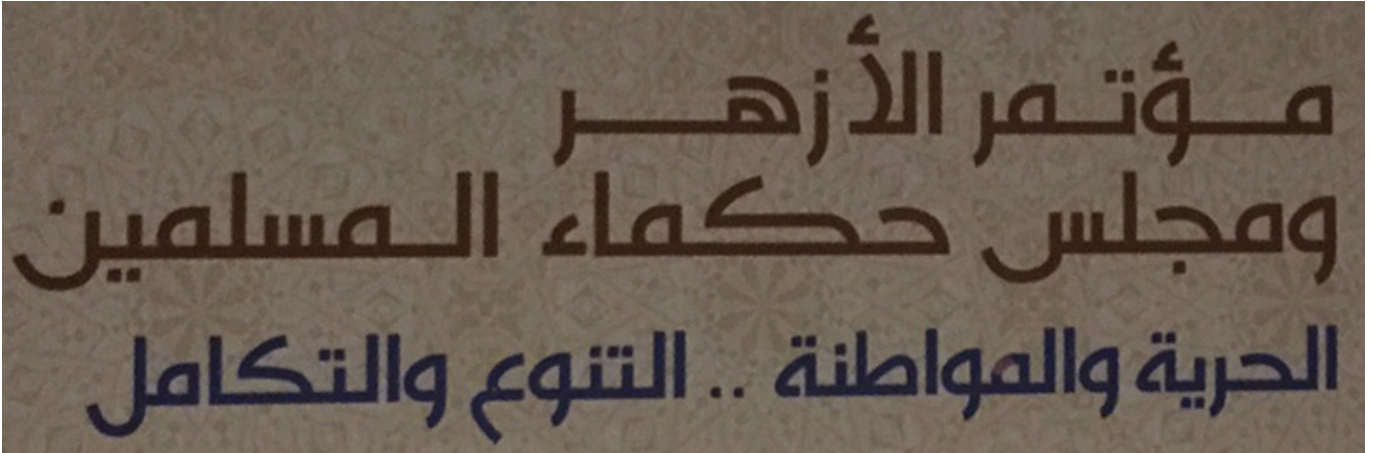 مؤتمر الأزهر
ومجلس حكماء المسلمين
الحرية والمواطنة .. التنوع والتكامل